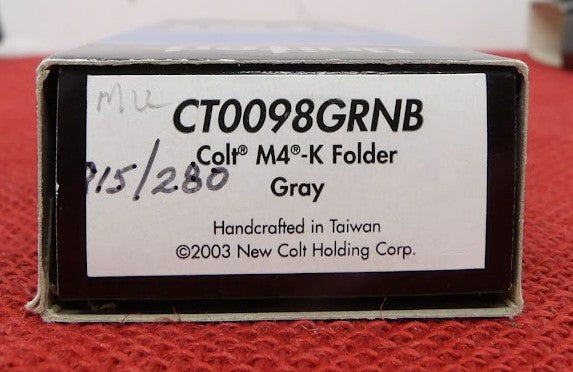 MU
CT0098GRNB
Colt® M4®-K Folder
915/280
Gray
Handcrafted in Taiwan
©2003 New Colt Holding Corp.